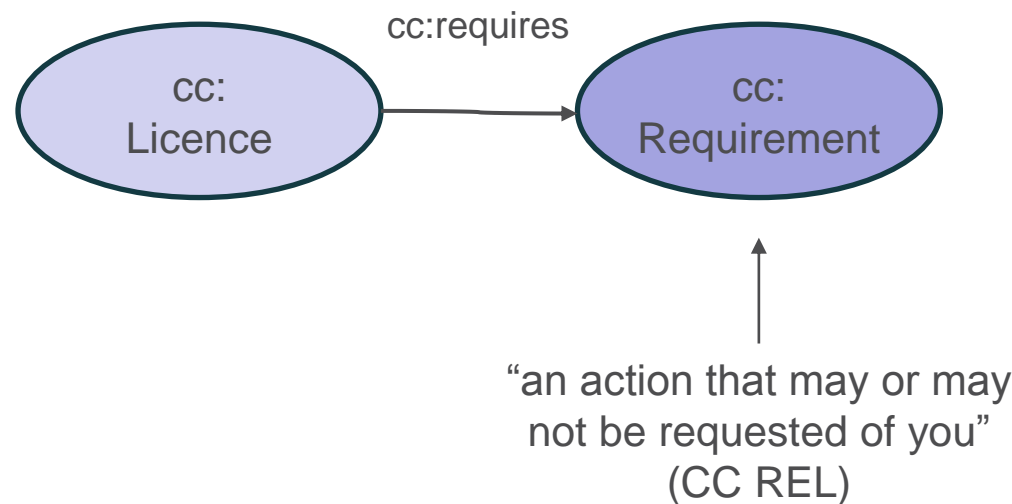 cc:requires
cc:
Licence
cc:
Requirement
“an action that may or may
not be requested of you”
(CC REL)